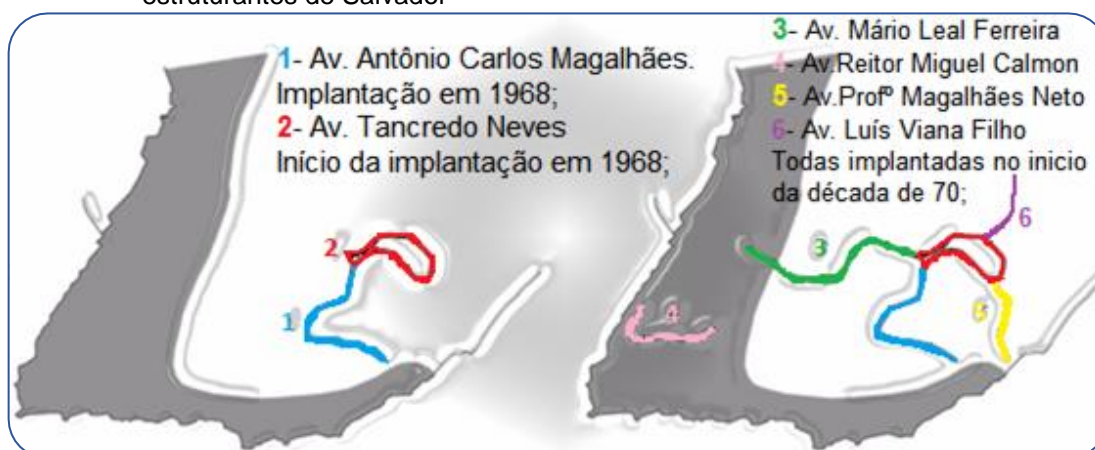 estruturantes de Salvador
1- Av. Antônio Carlos Magalhães.
Implantação em 1968;
2- Av. Tancredo Neves
Início da implantação em 1968;
2
1
3- Av. Mário Leal Ferreira
4- Av.Reitor Miguel Calmon
5- Av.Profº Magalhães Neto
6- Av. Luís Viana Filho
Todas implantadas no inicio
da década de 70;
6
3
4
5